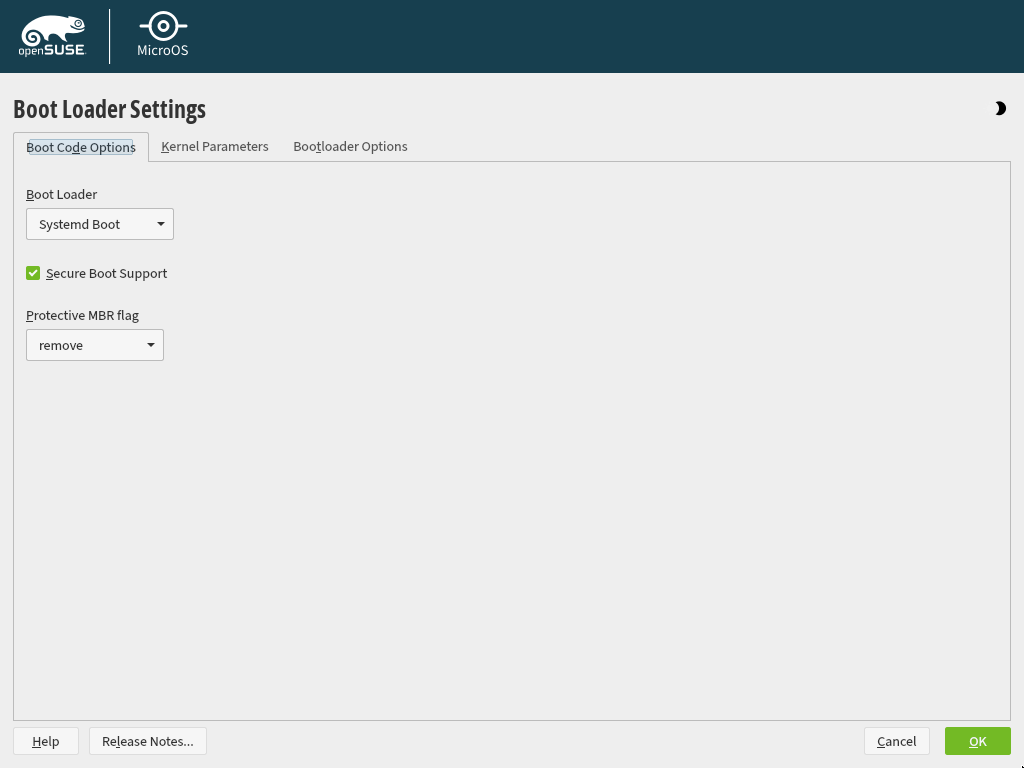 openSUSE
MicroOS
Boot Loader Settings
Boot Code Options
Kernel Parameters
Bootloader Options
Boot Loader
Systemd Boot
Secure Boot Support
Protective MBR flag
remove
Help
Release Notes...
Cancel
OK